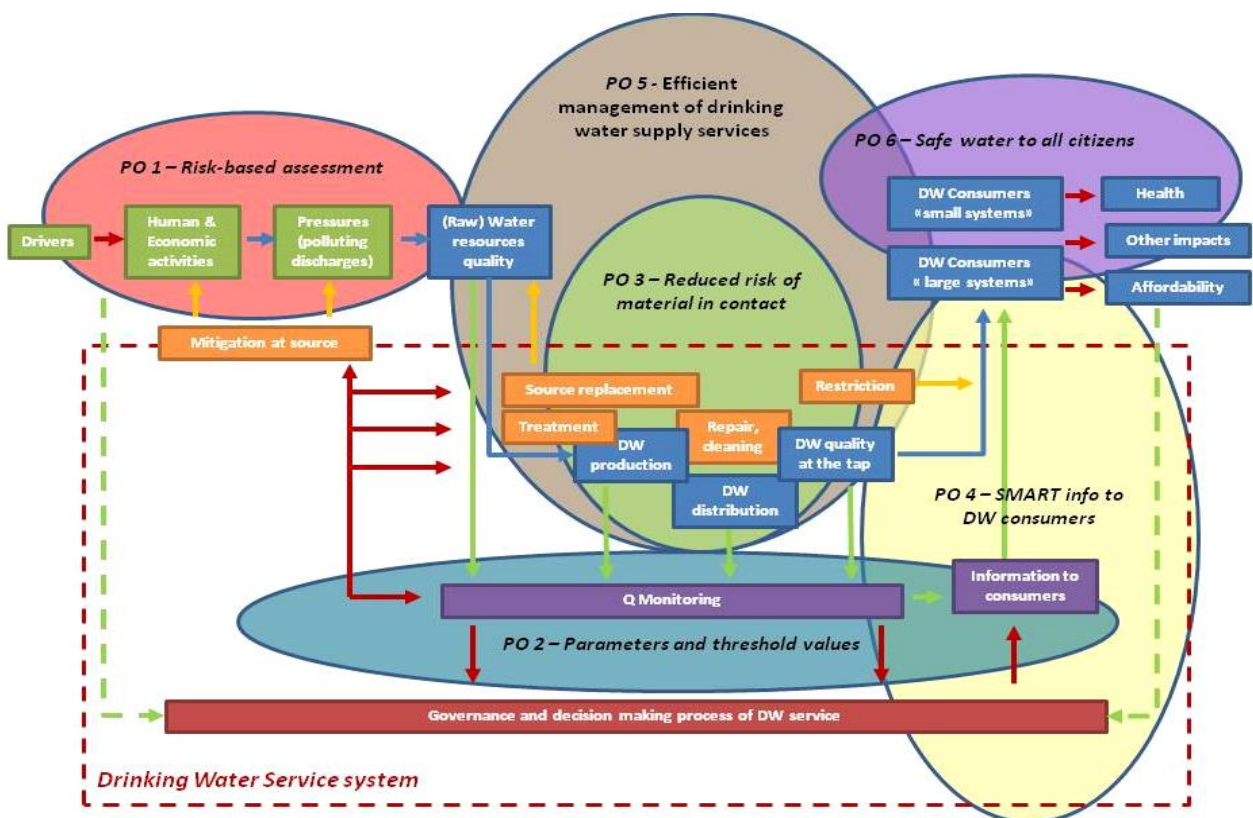 PO 5 - Efficient
management of drinking
water supply services
PO 1 – Risk-based assessment
PO 6 – Safe water to all citizens
Drivers
Human &
Economic
activities
Pressures
(polluting
discharges)
(Raw) Water
resources
quality
DW Consumers
« small systems»
Health
DW Consumers
« large systems»
Other impacts
Affordability
PO 3 – Reduced risk of
material in contact
Mitigation at source
Source replacement
Restriction
Treatment
Repair,
cleaning
DW
production
DW quality
at the tap
DW
distribution
PO 4 – SMART info to
DW consumers
Q Monitoring
Information to
consumers
PO 2 – Parameters and threshold values
Governance and decision making process of DW service
Drinking Water Service system